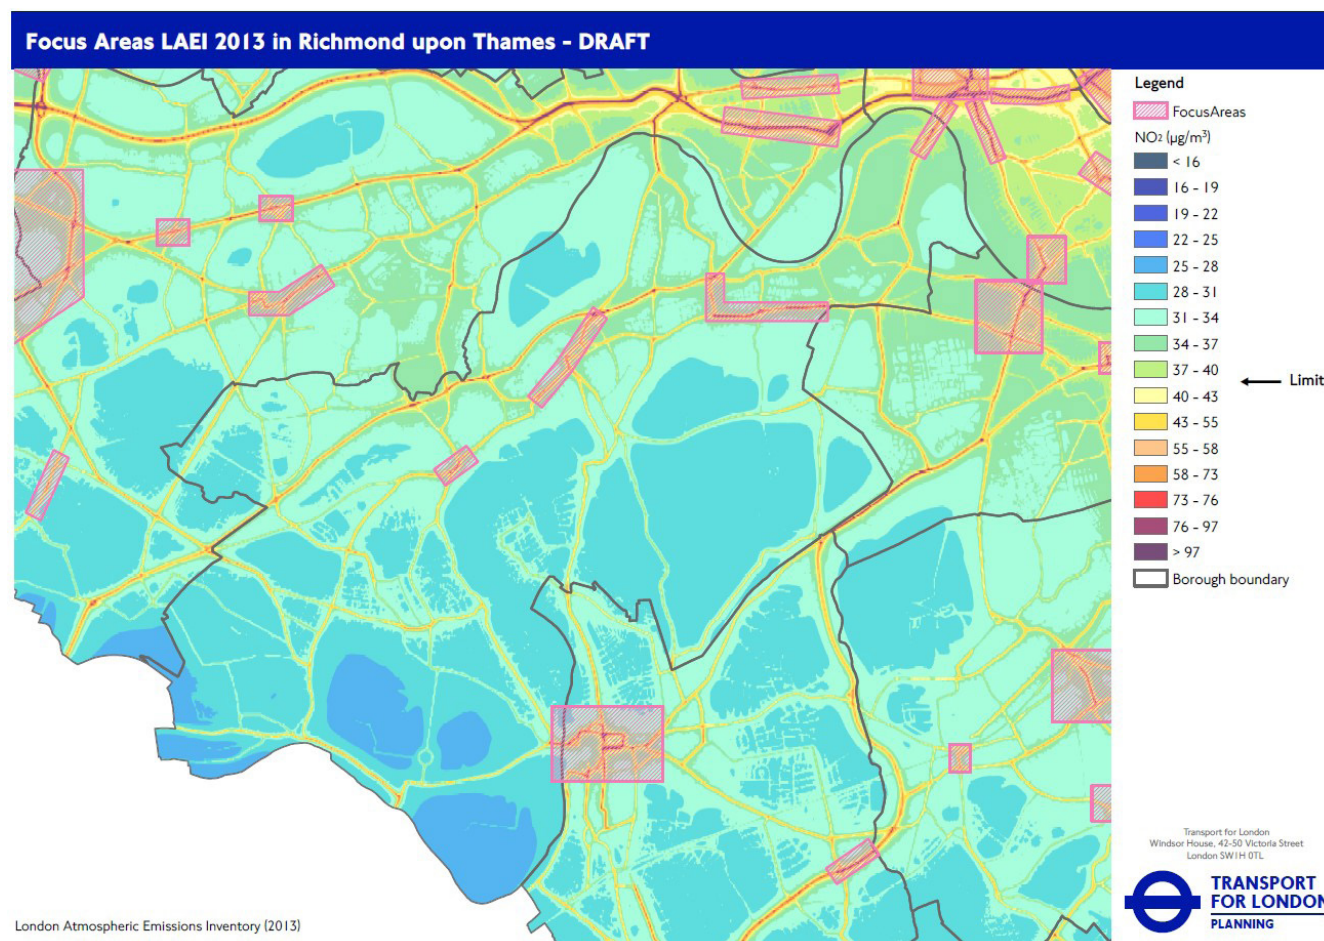 Focus Areas LAEI 2013 in Richmond upon Thames - DRAFT
Legend
FocusAreas
NO2 (µg/m³)
< 16
16 - 19
19 - 22
22 - 25
25 - 28
28 - 31
31 - 34
34 - 37
37 - 40
Limit
40 - 43
43 - 55
55 - 58
58 - 73
73 - 76
76 - 97
> 97
Borough boundary
Transport for London
Windsor House, 42-50 Victoria Street
London SW1H 0TL
TRANSPORT
FOR LONDON
PLANNING
London Atmospheric Emissions Inventory (2013)